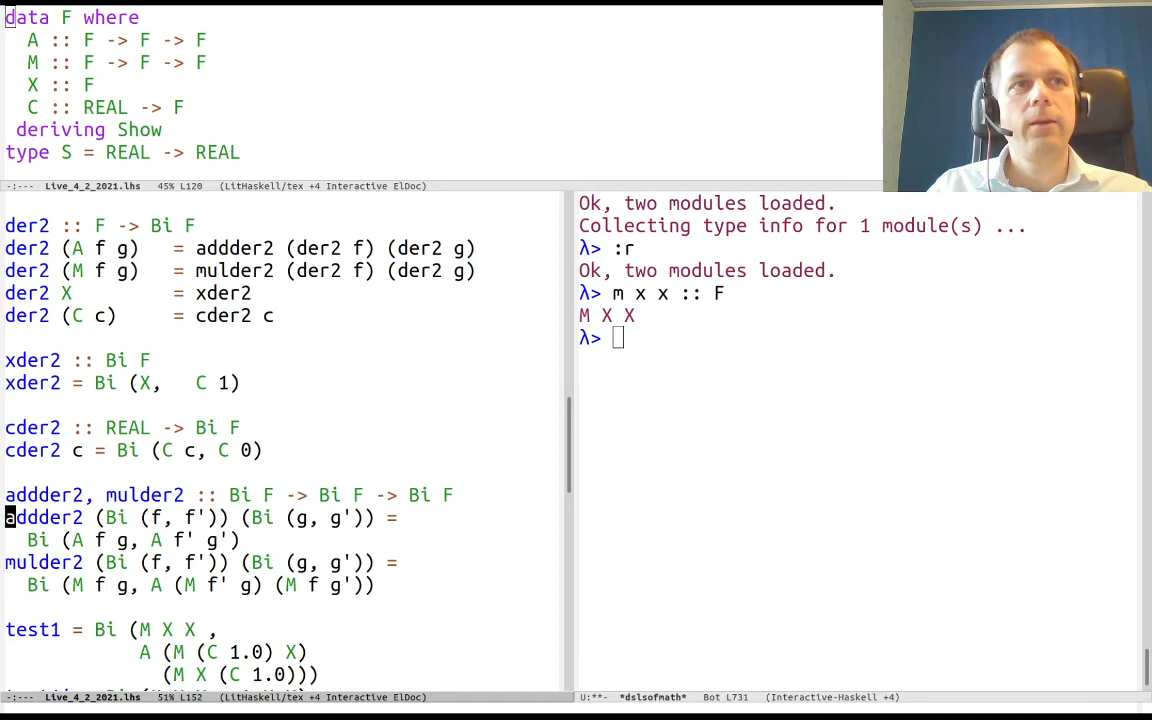 data F where
  A :: F -> F -> F
  M :: F -> F -> F
  X :: F
  C :: REAL -> F
 deriving Show
type S = REAL -> REAL
-:---  Live_4_2_2021.lhs   45% L120   (LitHaskell/tex +4 Interactive ElDoc)
der2 :: F -> Bi F
der2 (A f g)   = addder2 (der2 f) (der2 g)
der2 (M f g)   = mulder2 (der2 f) (der2 g)
der2 X         = xder2
der2 (C c)     = cder2 c
xder2 :: Bi F
xder2 = Bi (X,   C 1)
cder2 :: REAL -> Bi F
cder2 c = Bi (C c, C 0)
addder2, mulder2 :: Bi F -> Bi F -> Bi F
addder2 (Bi (f, f')) (Bi (g, g')) =
  Bi (A f g, A f' g')
mulder2 (Bi (f, f')) (Bi (g, g')) =
  Bi (M f g, A (M f' g) (M f g'))
test1 = Bi (M X X ,
            A (M (C 1.0) X)
              (M X (C 1.0)))
-:---  Live_4_2_2021.lhs   51% L152   (LitHaskell/tex +4 Interactive ElDoc)
Ok, two modules loaded.
Collecting type info for 1 module(s) ...
λ> :r
Ok, two modules loaded.
λ> m x x :: F
M X X
λ>
U:**-  *dslsofmath*   Bot L731   (Interactive-Haskell +4)